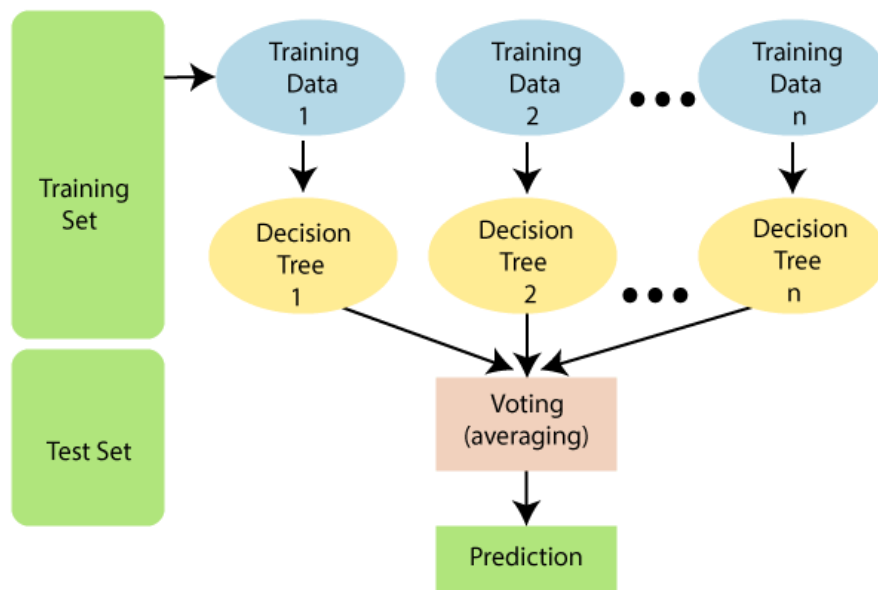 Training
Set
Test Set
Training
Data
1
Training
Data
2
Training
Data
n
Decision
Tree
1
Decision
Tree
2
Decision
Tree
n
Voting
(averaging)
Prediction